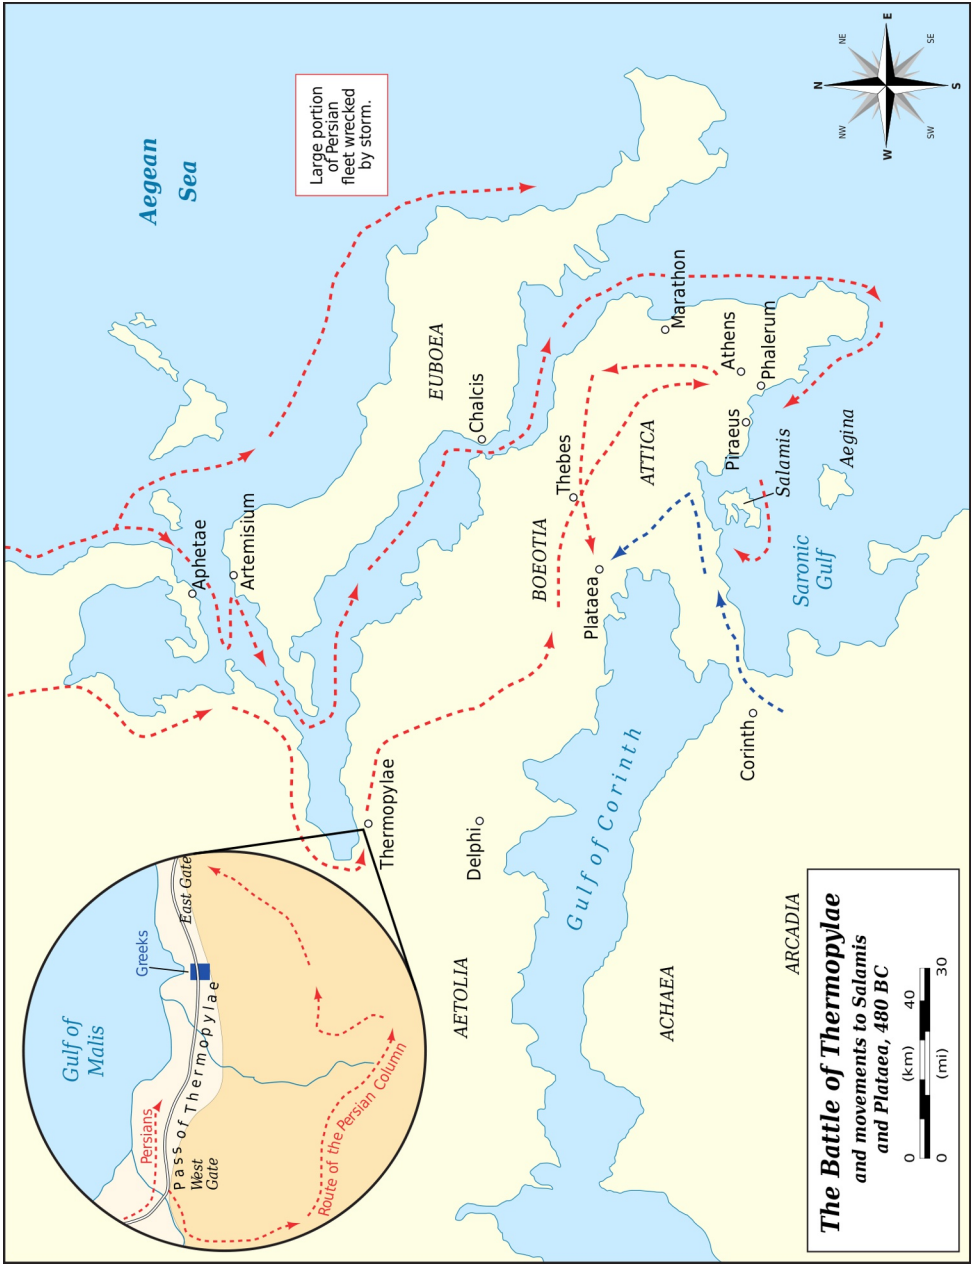 Aegean
Sea
Large portion
of Persian
fleet wrecked
by storm.
N
NE
E
SE
S
SW
W
NW
Aphetae
Artemisium
EUBOEA
Chalcis
Marathon
Athens
Phalerum
Piraeus
Salamis
Aegina
Saronic
Gulf
Thebes
ATTICA
BOEOTIA
Plataea
Corinth
Gulf of Corinth
Thermopylae
Delphi
AETOLIA
ACHAEA
ARCADIA
Gulf of
Malis
Greeks
East Gate
Persians
Pass of Thermopylae
West
Gate
Route of the Persian Column
The Battle of Thermopylae
and movements to Salamis
and Plataea, 480 BC
0 (km) 40
0 (mi) 30